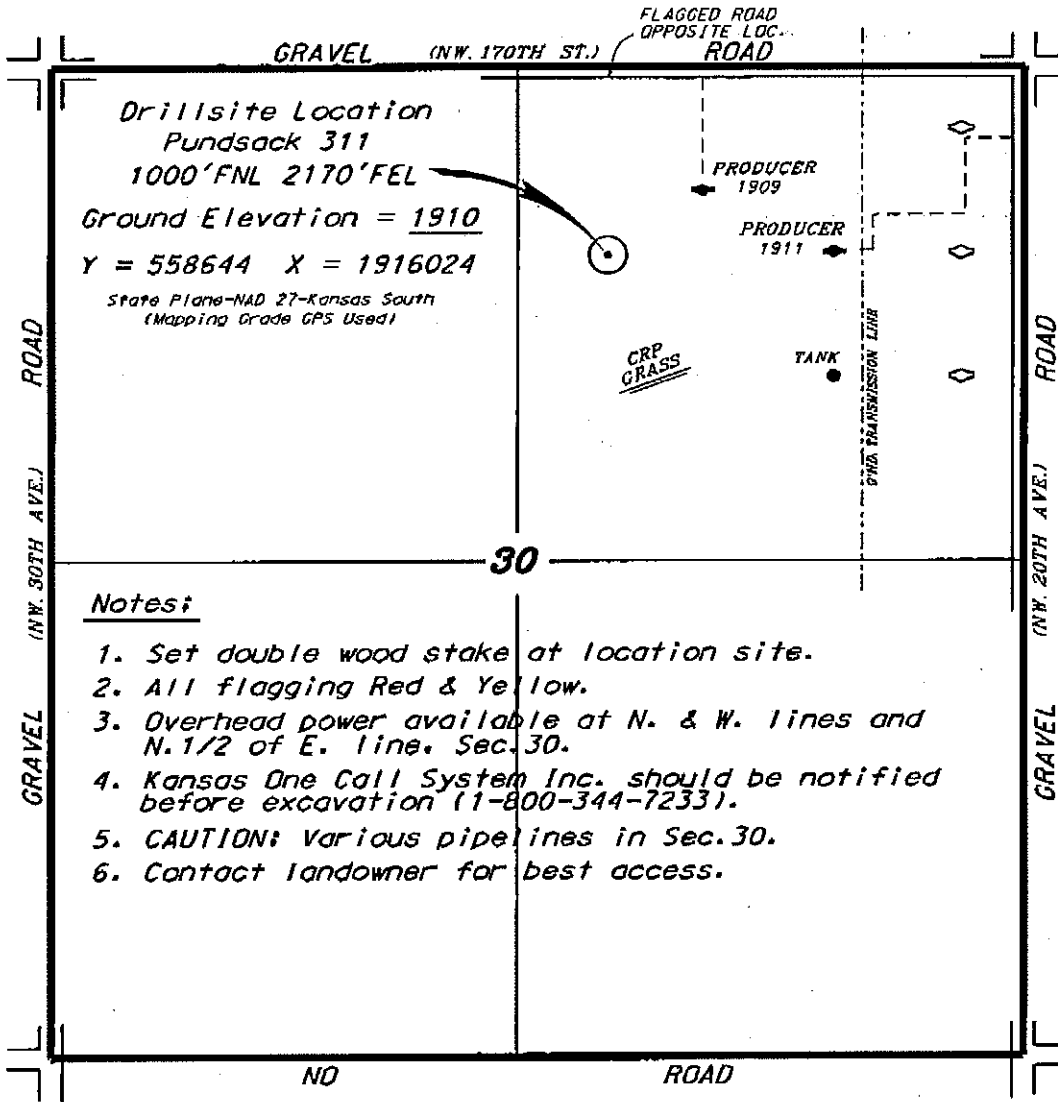 FLAGGED ROAD
OPPOSITE LOC.
GRAVEL (NW. 170TH ST.) ROAD
Drillsite Location
Pundsack 311
1000'FNL 2170'FEL
Ground Elevation = 1910
Y = 558644 X = 1916024
State Plane-NAD 27-Kansas South
(Mapping Grade GPS Used)
PRODUCER
1909
PRODUCER
1911
CRP
GRASS
TANK
O'HD. TRANSMISSION LINE
GRAVEL (NW. 30TH AVE.) ROAD
GRAVEL (NW. 20TH AVE.) ROAD
30
Notes:
1. Set double wood stake at location site.
2. All flagging Red & Yellow.
3. Overhead power available at N. & W. lines and
N.1/2 of E. line. Sec.30.
4. Kansas One Call System Inc. should be notified
before excavation (1-800-344-7233).
5. CAUTION: Various pipelines in Sec.30.
6. Contact landowner for best access.
NO ROAD